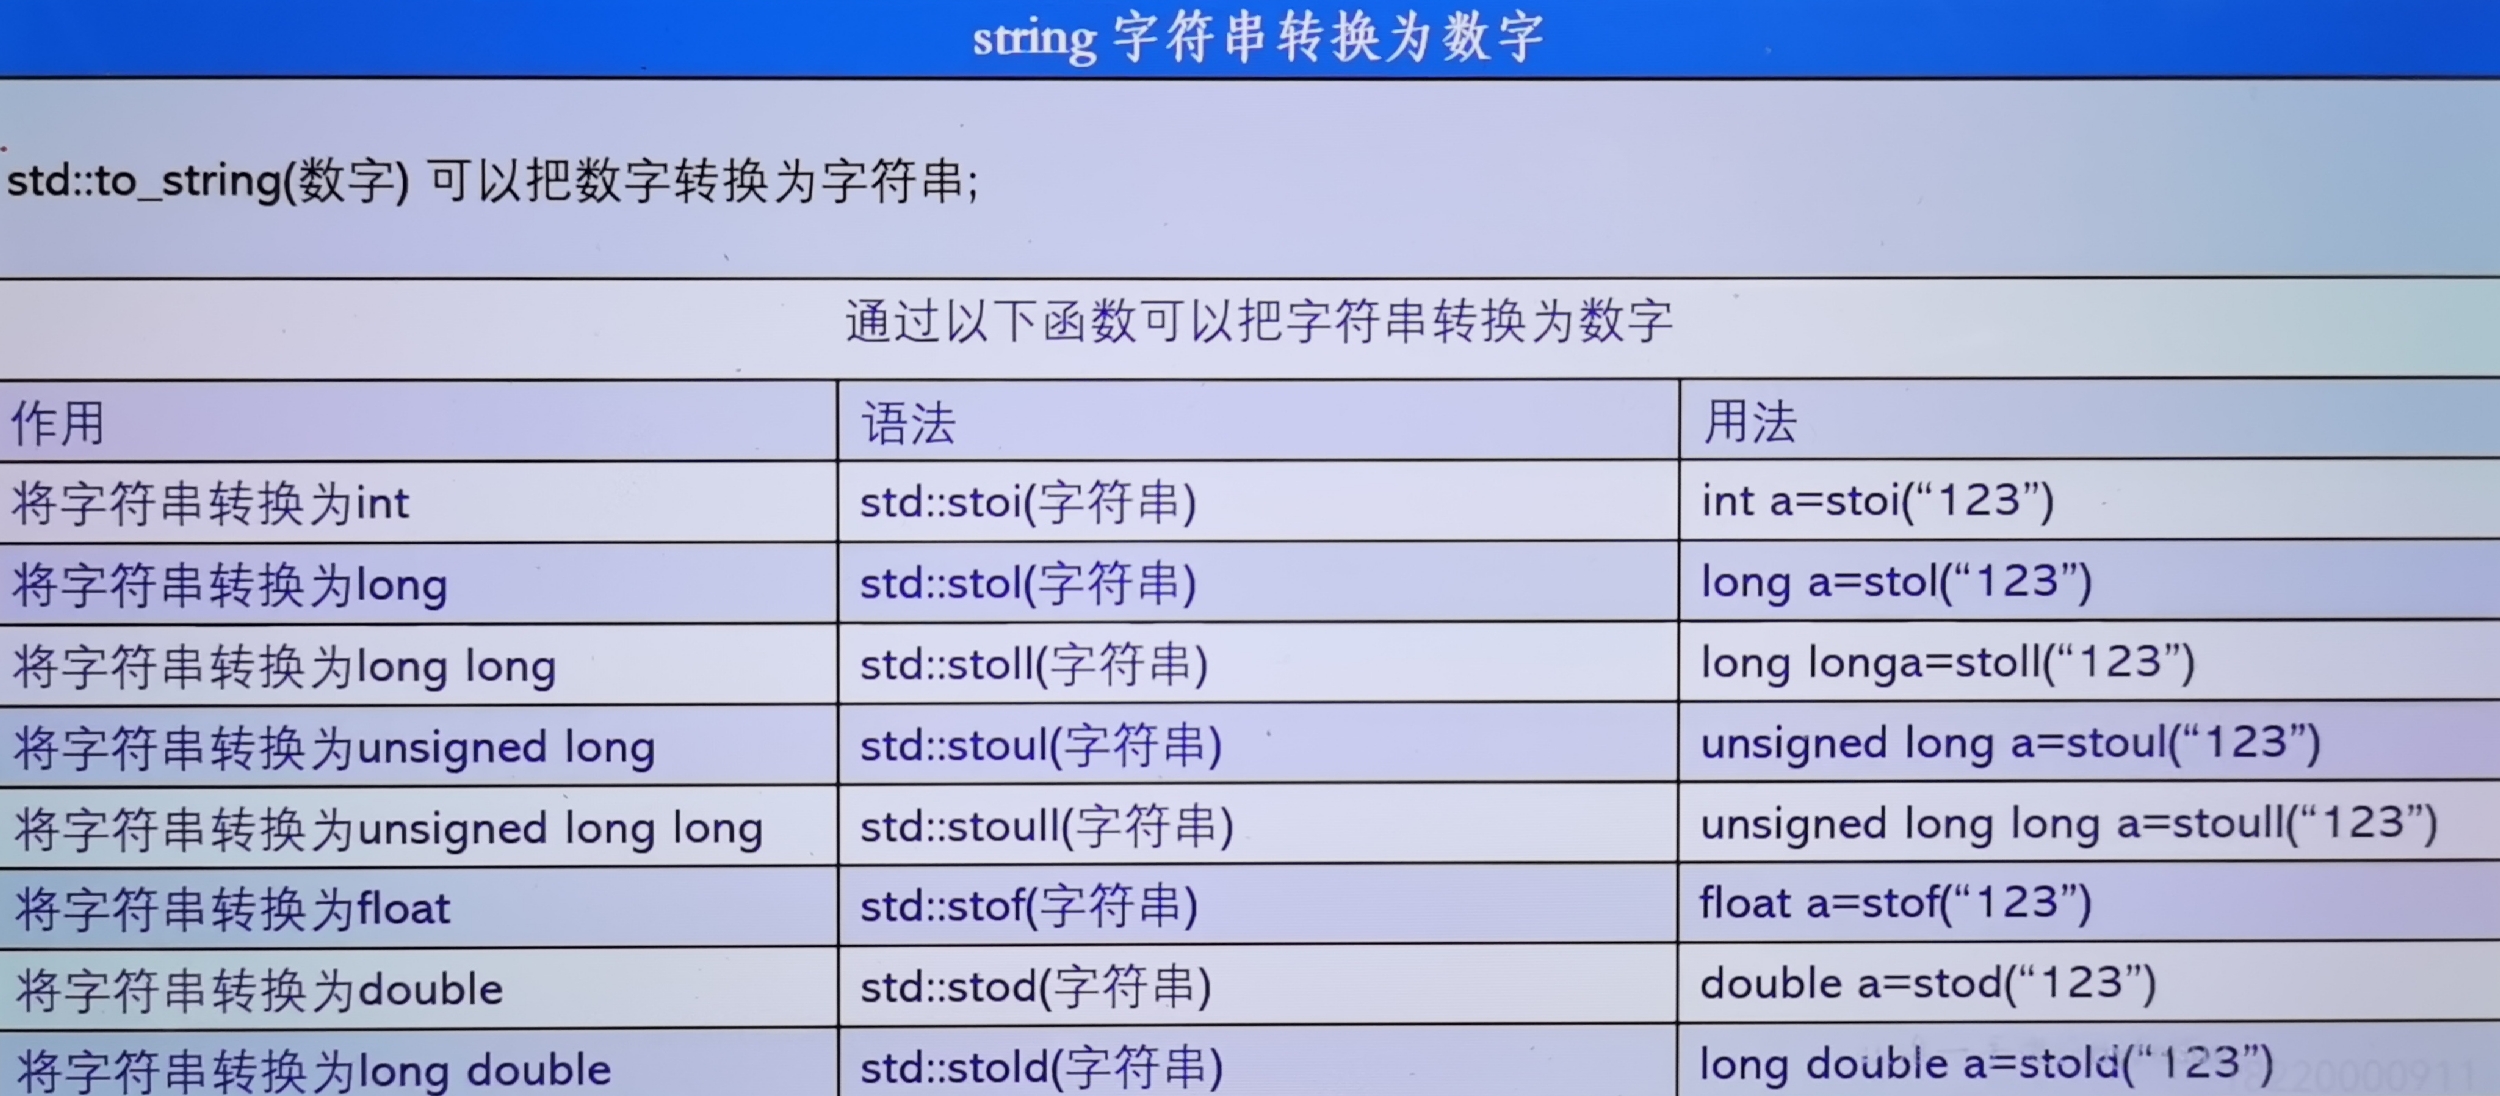 string 字符串转换为数字
std::to_string(数字) 可以把数字转换为字符串;
通过以下函数可以把字符串转换为数字
作用 语法 用法
将字符串转换为int std::stoi(字符串) int a=stoi(“123”)
将字符串转换为long std::stol(字符串) long a=stol(“123”)
将字符串转换为long long std::stoll(字符串) long longa=stoll(“123”)
将字符串转换为unsigned long std::stoul(字符串) unsigned long a=stoul(“123”)
将字符串转换为unsigned long long std::stoull(字符串) unsigned long long a=stoull(“123”)
将字符串转换为float std::stof(字符串) float a=stof(“123”)
将字符串转换为double std::stod(字符串) double a=stod(“123”)
将字符串转换为long double std::stold(字符串) long double a=stold(“123”)